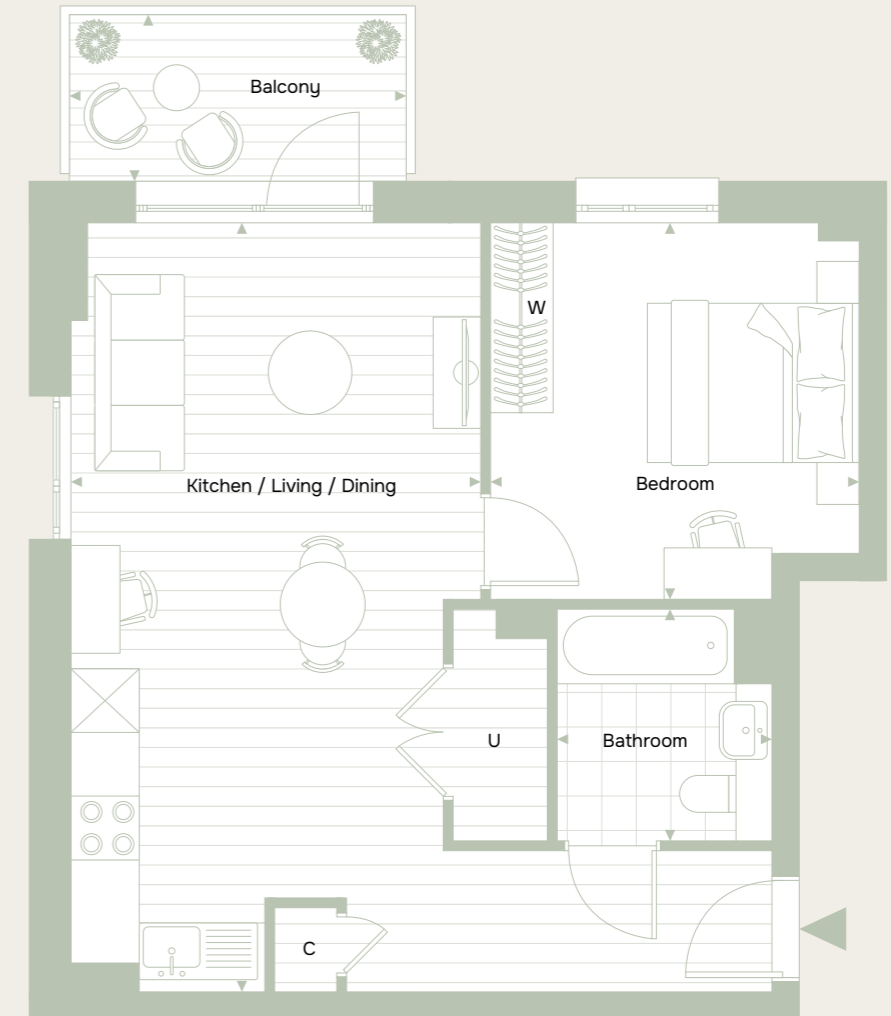 Balcony
W
Kitchen / Living / Dining
Bedroom
U
Bathroom
C